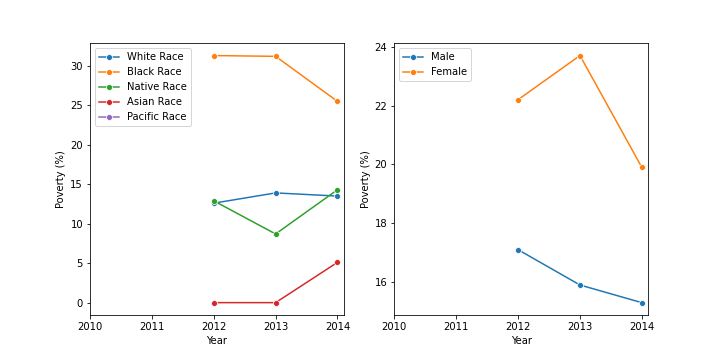 White Race
Black Race
Native Race
Asian Race
Pacific Race
Poverty (%)
30
25
20
15
10
5
0
2010 2011 2012 2013 2014
Year
Male
Female
Poverty (%)
24
22
20
18
16
2010 2011 2012 2013 2014
Year